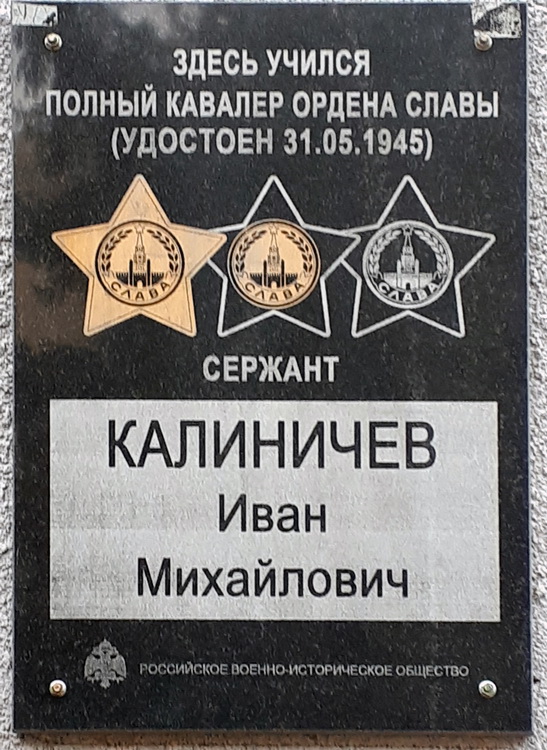 ЗДЕСЬ УЧИЛСЯ
ПОЛНЫЙ КАВАЛЕР ОРДЕНА СЛАВЫ
(УДОСТОЕН 31.05.1945)
СЛАВА СЛАВА СЛАВА
СЕРЖАНТ
КАЛИНИЧЕВ
Иван
Михайлович
РОССИЙСКОЕ ВОЕННО-ИСТОРИЧЕСКОЕ ОБЩЕСТВО